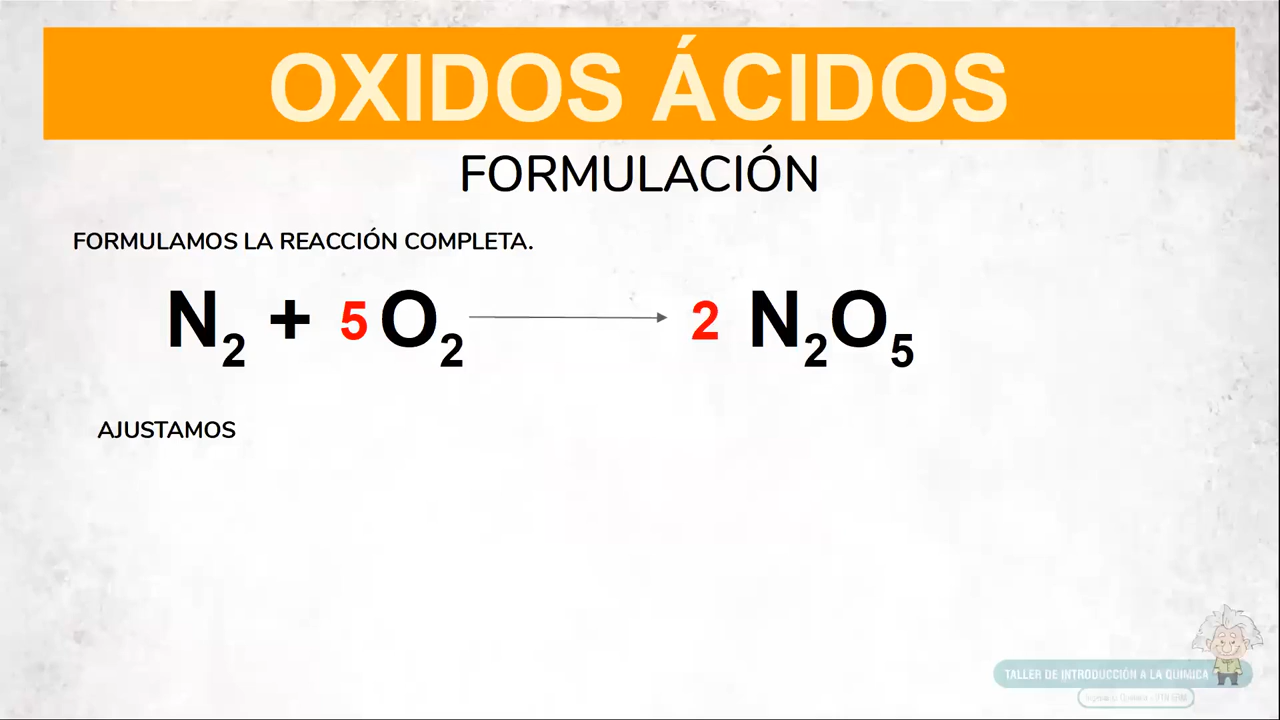 OXIDOS ÁCIDOS
FORMULACIÓN
FORMULAMOS LA REACCIÓN COMPLETA.
N₂ + 5 O₂ ⟶ 2 N₂O₅
AJUSTAMOS
TALLER DE INTRODUCCIÓN A LA QUÍMICA